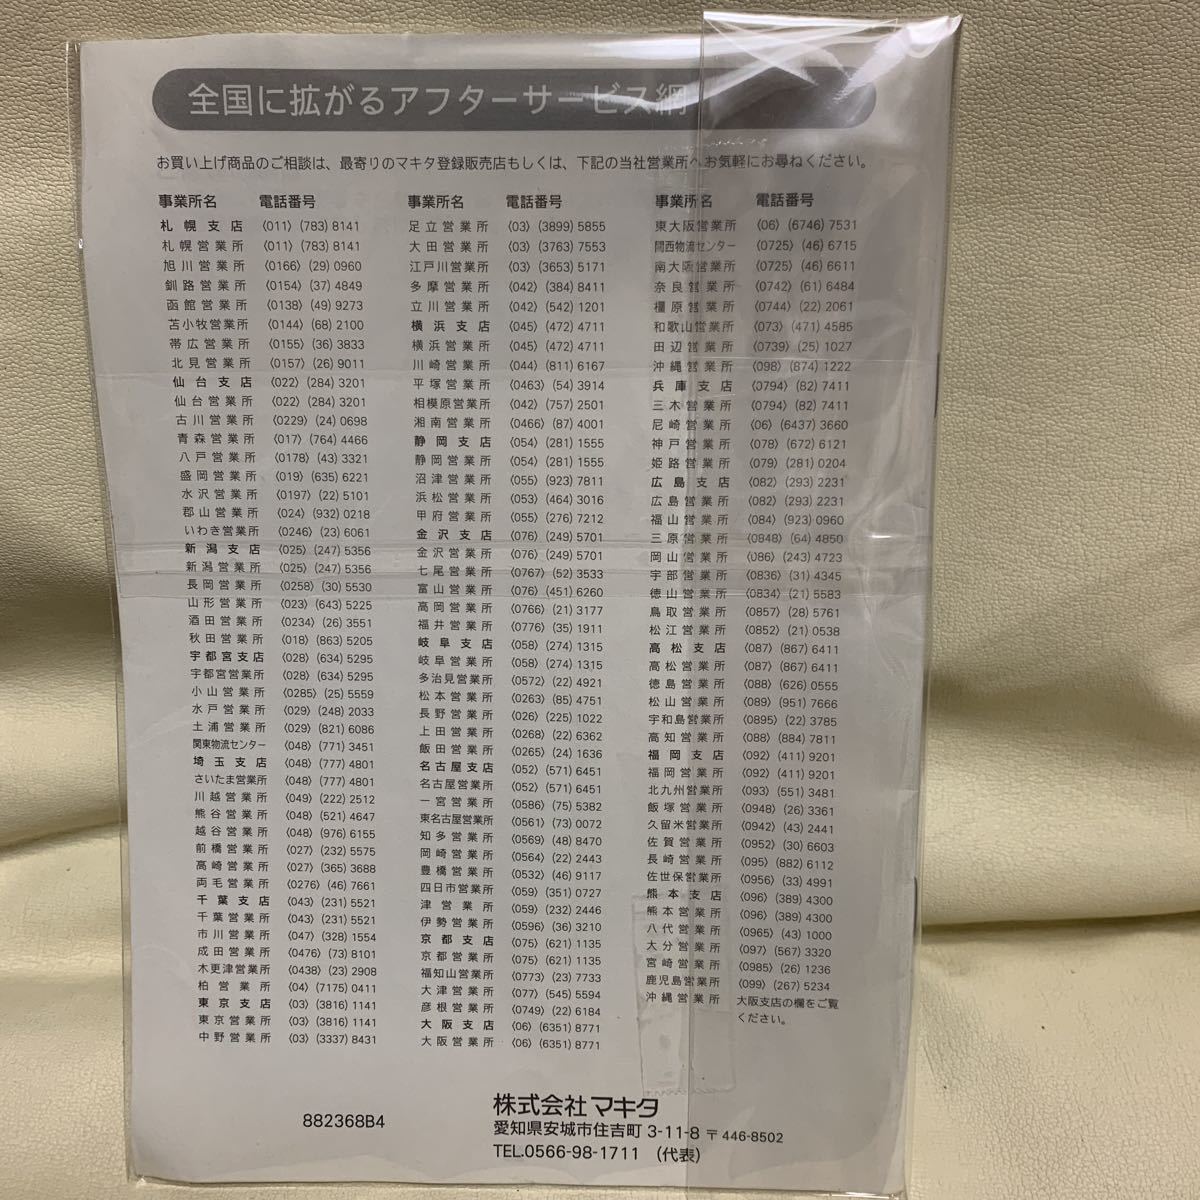 全国に拡がるアフターサービス網
お買い上げ商品のご相談は、最寄りのマキタ登録販売店もしくは、下記の当社営業所へお気軽にお尋ねください。
事業所名 電話番号
札幌支店 〈011〉(783) 8141
札幌営業所 〈011〉(783) 8141
旭川営業所 〈0166〉(29) 0960
釧路営業所 〈0154〉(37) 4849
函館営業所 〈0138〉(49) 9273
苫小牧営業所 〈0144〉(68) 2100
帯広営業所 〈0155〉(36) 3833
北見営業所 〈0157〉(26) 9011
仙台支店 〈022〉(284) 3201
仙台営業所 〈022〉(284) 3201
古川営業所 〈0229〉(24) 0698
青森営業所 〈017〉(764) 4466
八戸営業所 〈0178〉(43) 3321
盛岡営業所 〈019〉(635) 6221
水沢営業所 〈0197〉(22) 5101
郡山営業所 〈024〉(932) 0218
いわき営業所 〈0246〉(23) 6061
新潟支店 〈025〉(247) 5356
新潟営業所 〈025〉(247) 5356
長岡営業所 〈0258〉(30) 5530
山形営業所 〈023〉(643) 5225
酒田営業所 〈0234〉(26) 3551
秋田営業所 〈018〉(863) 5205
宇都宮支店 〈028〉(634) 5295
宇都宮営業所 〈028〉(634) 5295
小山営業所 〈0285〉(25) 5559
水戸営業所 〈029〉(248) 2033
土浦営業所 〈029〉(821) 6086
関東物流センター 〈048〉(771) 3451
埼玉支店 〈048〉(777) 4801
さいたま営業所 〈048〉(777) 4801
川越営業所 〈049〉(222) 2512
熊谷営業所 〈048〉(521) 4647
越谷営業所 〈048〉(976) 6155
前橋営業所 〈027〉(232) 5575
高崎営業所 〈027〉(365) 3688
両毛営業所 〈0276〉(46) 7661
千葉支店 〈043〉(231) 5521
千葉営業所 〈043〉(231) 5521
市川営業所 〈047〉(328) 1554
成田営業所 〈0476〉(73) 8101
木更津営業所 〈0438〉(23) 2908
柏営業所 〈04〉(7175) 0411
東京支店 〈03〉(3816) 1141
東京営業所 〈03〉(3816) 1141
中野営業所 〈03〉(3337) 8431
事業所名 電話番号
足立営業所 〈03〉(3899) 5855
大田営業所 〈03〉(3763) 7553
江戸川営業所 〈03〉(3653) 5171
多摩営業所 〈042〉(384) 8411
立川営業所 〈042〉(542) 1201
横浜支店 〈045〉(472) 4711
横浜営業所 〈045〉(472) 4711
川崎営業所 〈044〉(811) 6167
平塚営業所 〈0463〉(54) 3914
相模原営業所 〈042〉(757) 2501
湘南営業所 〈0466〉(87) 4001
静岡支店 〈054〉(281) 1555
静岡営業所 〈054〉(281) 1555
沼津営業所 〈055〉(923) 7811
浜松営業所 〈053〉(464) 3016
甲府営業所 〈055〉(276) 7212
金沢支店 〈076〉(249) 5701
金沢営業所 〈076〉(249) 5701
七尾営業所 〈0767〉(52) 3533
富山営業所 〈076〉(451) 6260
高岡営業所 〈0766〉(21) 3177
福井営業所 〈0776〉(35) 1911
岐阜支店 〈058〉(274) 1315
岐阜営業所 〈058〉(274) 1315
多治見営業所 〈0572〉(22) 4921
松本営業所 〈0263〉(85) 4751
長野営業所 〈026〉(225) 1022
上田営業所 〈0268〉(22) 6362
飯田営業所 〈0265〉(24) 1636
名古屋支店 〈052〉(571) 6451
名古屋営業所 〈052〉(571) 6451
一宮営業所 〈0586〉(75) 5382
東名古屋営業所 〈0561〉(73) 0072
知多営業所 〈0569〉(48) 8470
岡崎営業所 〈0564〉(22) 2443
豊橋営業所 〈0532〉(46) 9117
四日市営業所 〈059〉(351) 0727
津営業所 〈059〉(232) 2446
伊勢営業所 〈0596〉(36) 3210
京都支店 〈075〉(621) 1135
京都営業所 〈075〉(621) 1135
福知山営業所 〈0773〉(23) 7733
大津営業所 〈077〉(545) 5594
彦根営業所 〈0749〉(22) 6184
大阪支店 〈06〉(6351) 8771
大阪営業所 〈06〉(6351) 8771
事業所名 電話番号
東大阪営業所 〈06〉(6746) 7531
関西物流センター 〈0725〉(46) 6715
南大阪営業所 〈0725〉(46) 6611
奈良営業所 〈0742〉(61) 6484
橿原営業所 〈0744〉(22) 2061
和歌山営業所 〈073〉(471) 4585
田辺営業所 〈0739〉(25) 1027
沖縄営業所 〈098〉(874) 1222
兵庫支店 〈0794〉(82) 7411
三木営業所 〈0794〉(82) 7411
尼崎営業所 〈06〉(6437) 3660
神戸営業所 〈078〉(672) 6121
姫路営業所 〈079〉(281) 0204
広島支店 〈082〉(293) 2231
広島営業所 〈082〉(293) 2231
福山営業所 〈084〉(923) 0960
三原営業所 〈0848〉(64) 4850
岡山営業所 〈086〉(243) 4723
宇部営業所 〈0836〉(31) 4345
徳山営業所 〈0834〉(21) 5583
鳥取営業所 〈0857〉(28) 5761
松江営業所 〈0852〉(21) 0538
高松支店 〈087〉(867) 6411
高松営業所 〈087〉(867) 6411
徳島営業所 〈088〉(626) 0555
松山営業所 〈089〉(951) 7666
宇和島営業所 〈0895〉(22) 3785
高知営業所 〈088〉(884) 7811
福岡支店 〈092〉(411) 9201
福岡営業所 〈092〉(411) 9201
北九州営業所 〈093〉(551) 3481
飯塚営業所 〈0948〉(26) 3361
久留米営業所 〈0942〉(43) 2441
佐賀営業所 〈0952〉(30) 6603
長崎営業所 〈095〉(882) 6112
佐世保営業所 〈0956〉(33) 4991
熊本支店 〈096〉(389) 4300
熊本営業所 〈096〉(389) 4300
八代営業所 〈0965〉(43) 1000
大分営業所 〈097〉(567) 3320
宮崎営業所 〈0985〉(26) 1236
鹿児島営業所 〈099〉(267) 5234
沖縄営業所 大阪支店の欄をご覧
ください。
882368B4
株式会社マキタ
愛知県安城市住吉町 3-11-8 〒446-8502
TEL.0566-98-1711 (代表)